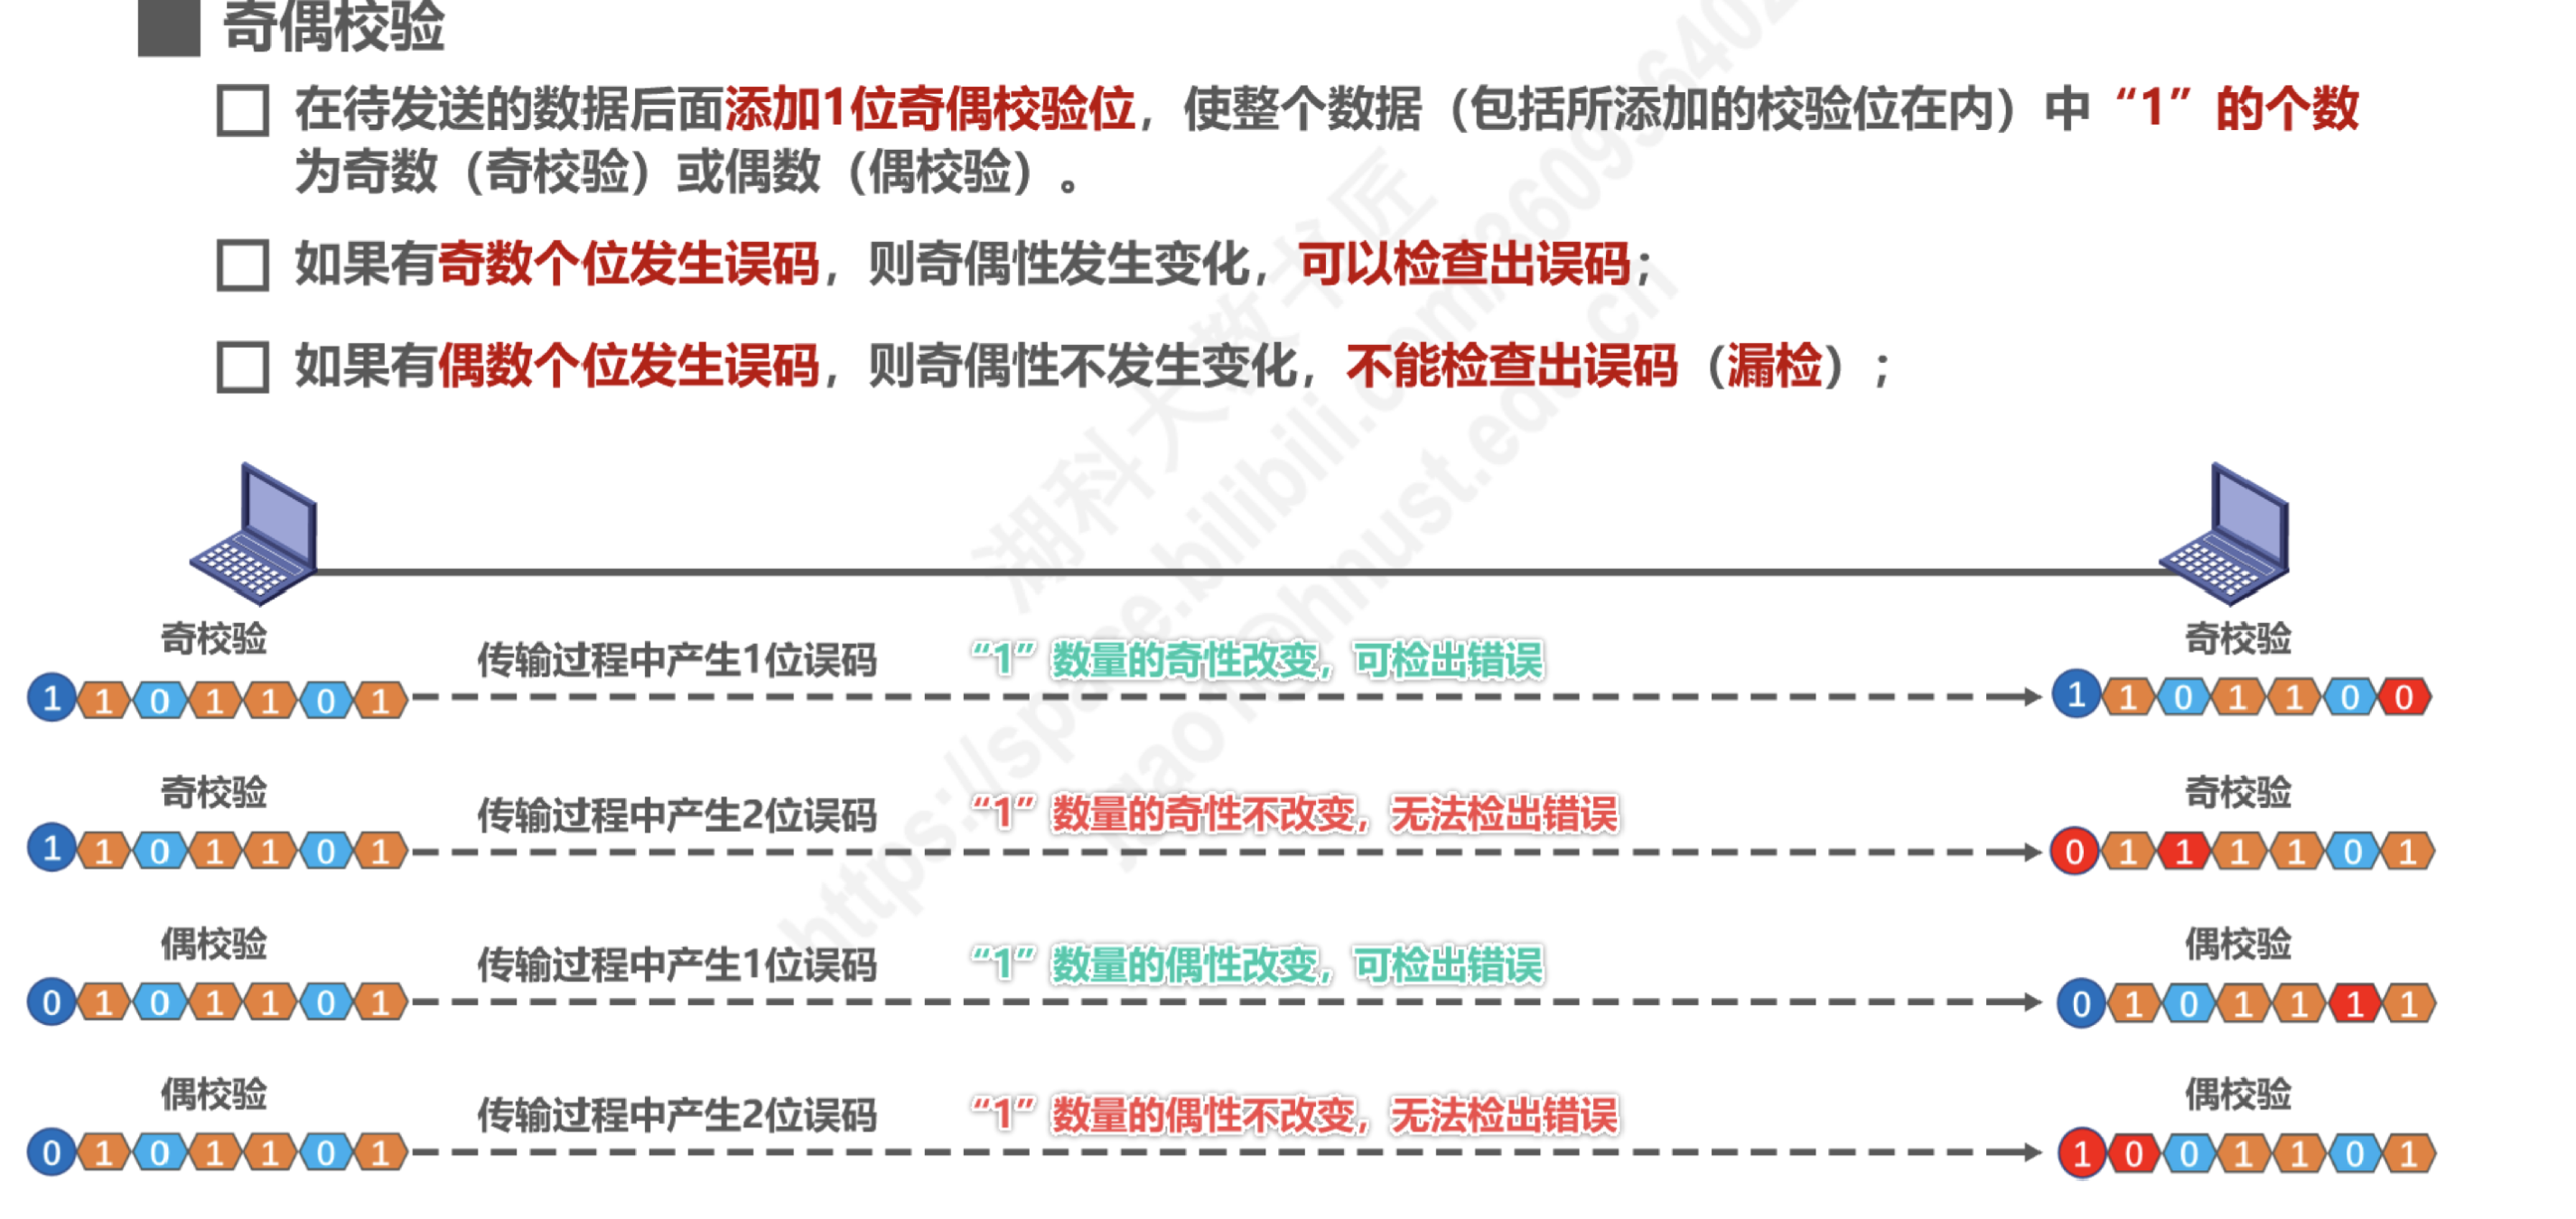 奇偶校验
在待发送的数据后面添加1位奇偶校验位，使整个数据（包括所添加的校验位在内）中“1”的个数
为奇数（奇校验）或偶数（偶校验）。
如果有奇数个位发生误码，则奇偶性发生变化，可以检查出误码；
如果有偶数个位发生误码，则奇偶性不发生变化，不能检查出误码（漏检）；
奇校验 奇校验
传输过程中产生1位误码 “1”数量的奇性改变，可检出错误
1 1 0 1 1 0 1 1 1 0 1 1 0 0
奇校验 奇校验
传输过程中产生2位误码 “1”数量的奇性不改变，无法检出错误
1 1 0 1 1 0 1 0 1 1 1 1 0 1
偶校验 偶校验
传输过程中产生1位误码 “1”数量的偶性改变，可检出错误
0 1 0 1 1 0 1 0 1 0 1 1 1 1
偶校验 偶校验
传输过程中产生2位误码 “1”数量的偶性不改变，无法检出错误
0 1 0 1 1 0 1 1 0 0 1 1 0 1
湖科大教书匠